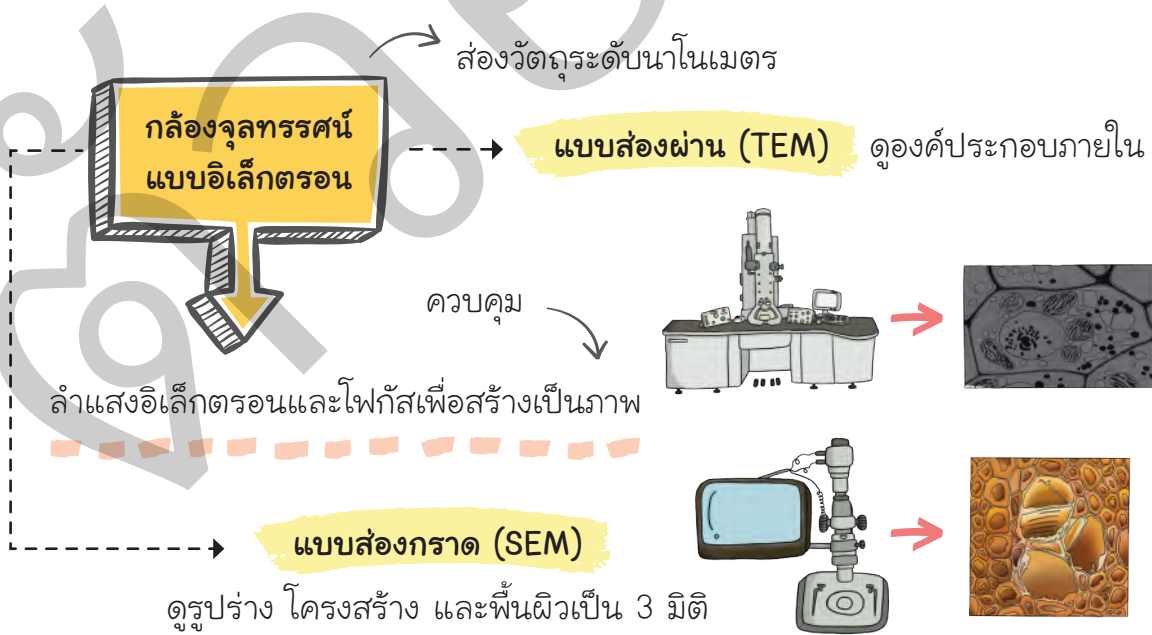 ส่องวัตถุระดับนาโนเมตร
กล้องจุลทรรศน์
แบบอิเล็กตรอน
แบบส่องผ่าน (TEM) ดูองค์ประกอบภายใน
ควบคุม
ลำแสงอิเล็กตรอนและโฟกัสเพื่อสร้างเป็นภาพ
แบบส่องกราด (SEM)
ดูรูปร่าง โครงสร้าง และพื้นผิวเป็น 3 มิติ